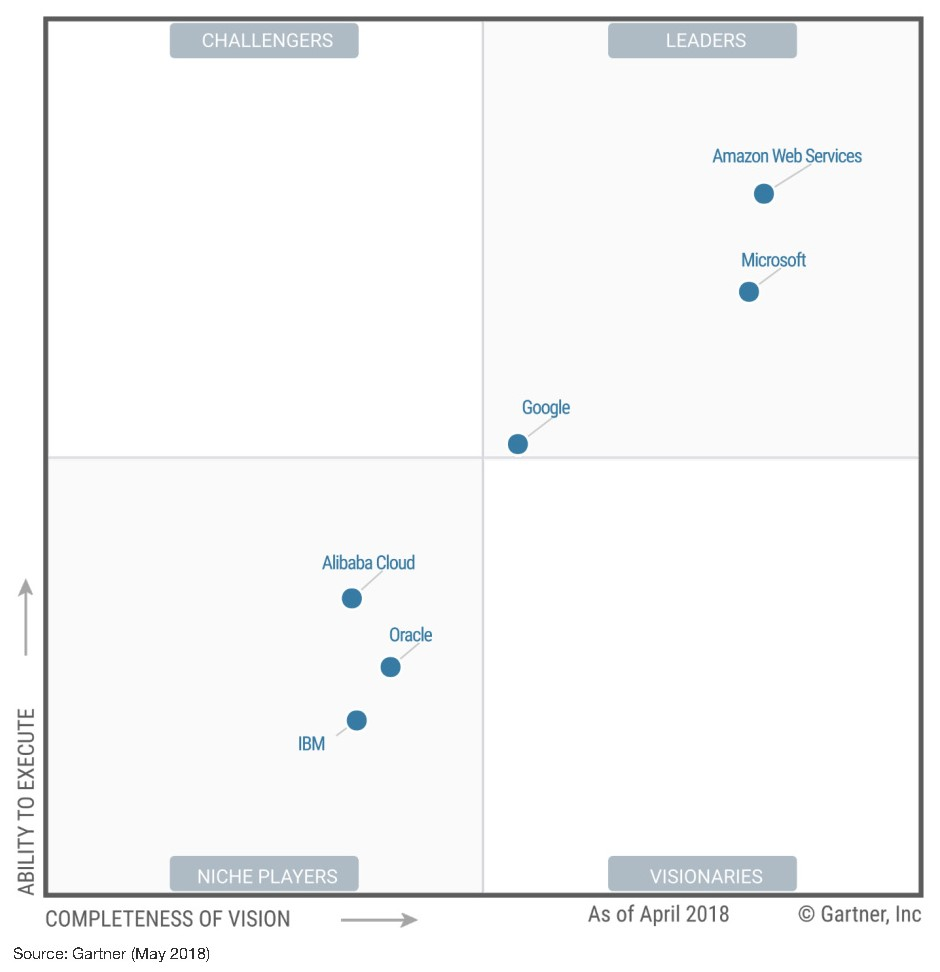 CHALLENGERS
LEADERS
Amazon Web Services
Microsoft
Google
Alibaba Cloud
Oracle
IBM
ABILITY TO EXECUTE
NICHE PLAYERS
VISIONARIES
COMPLETENESS OF VISION
As of April 2018
© Gartner, Inc
Source: Gartner (May 2018)